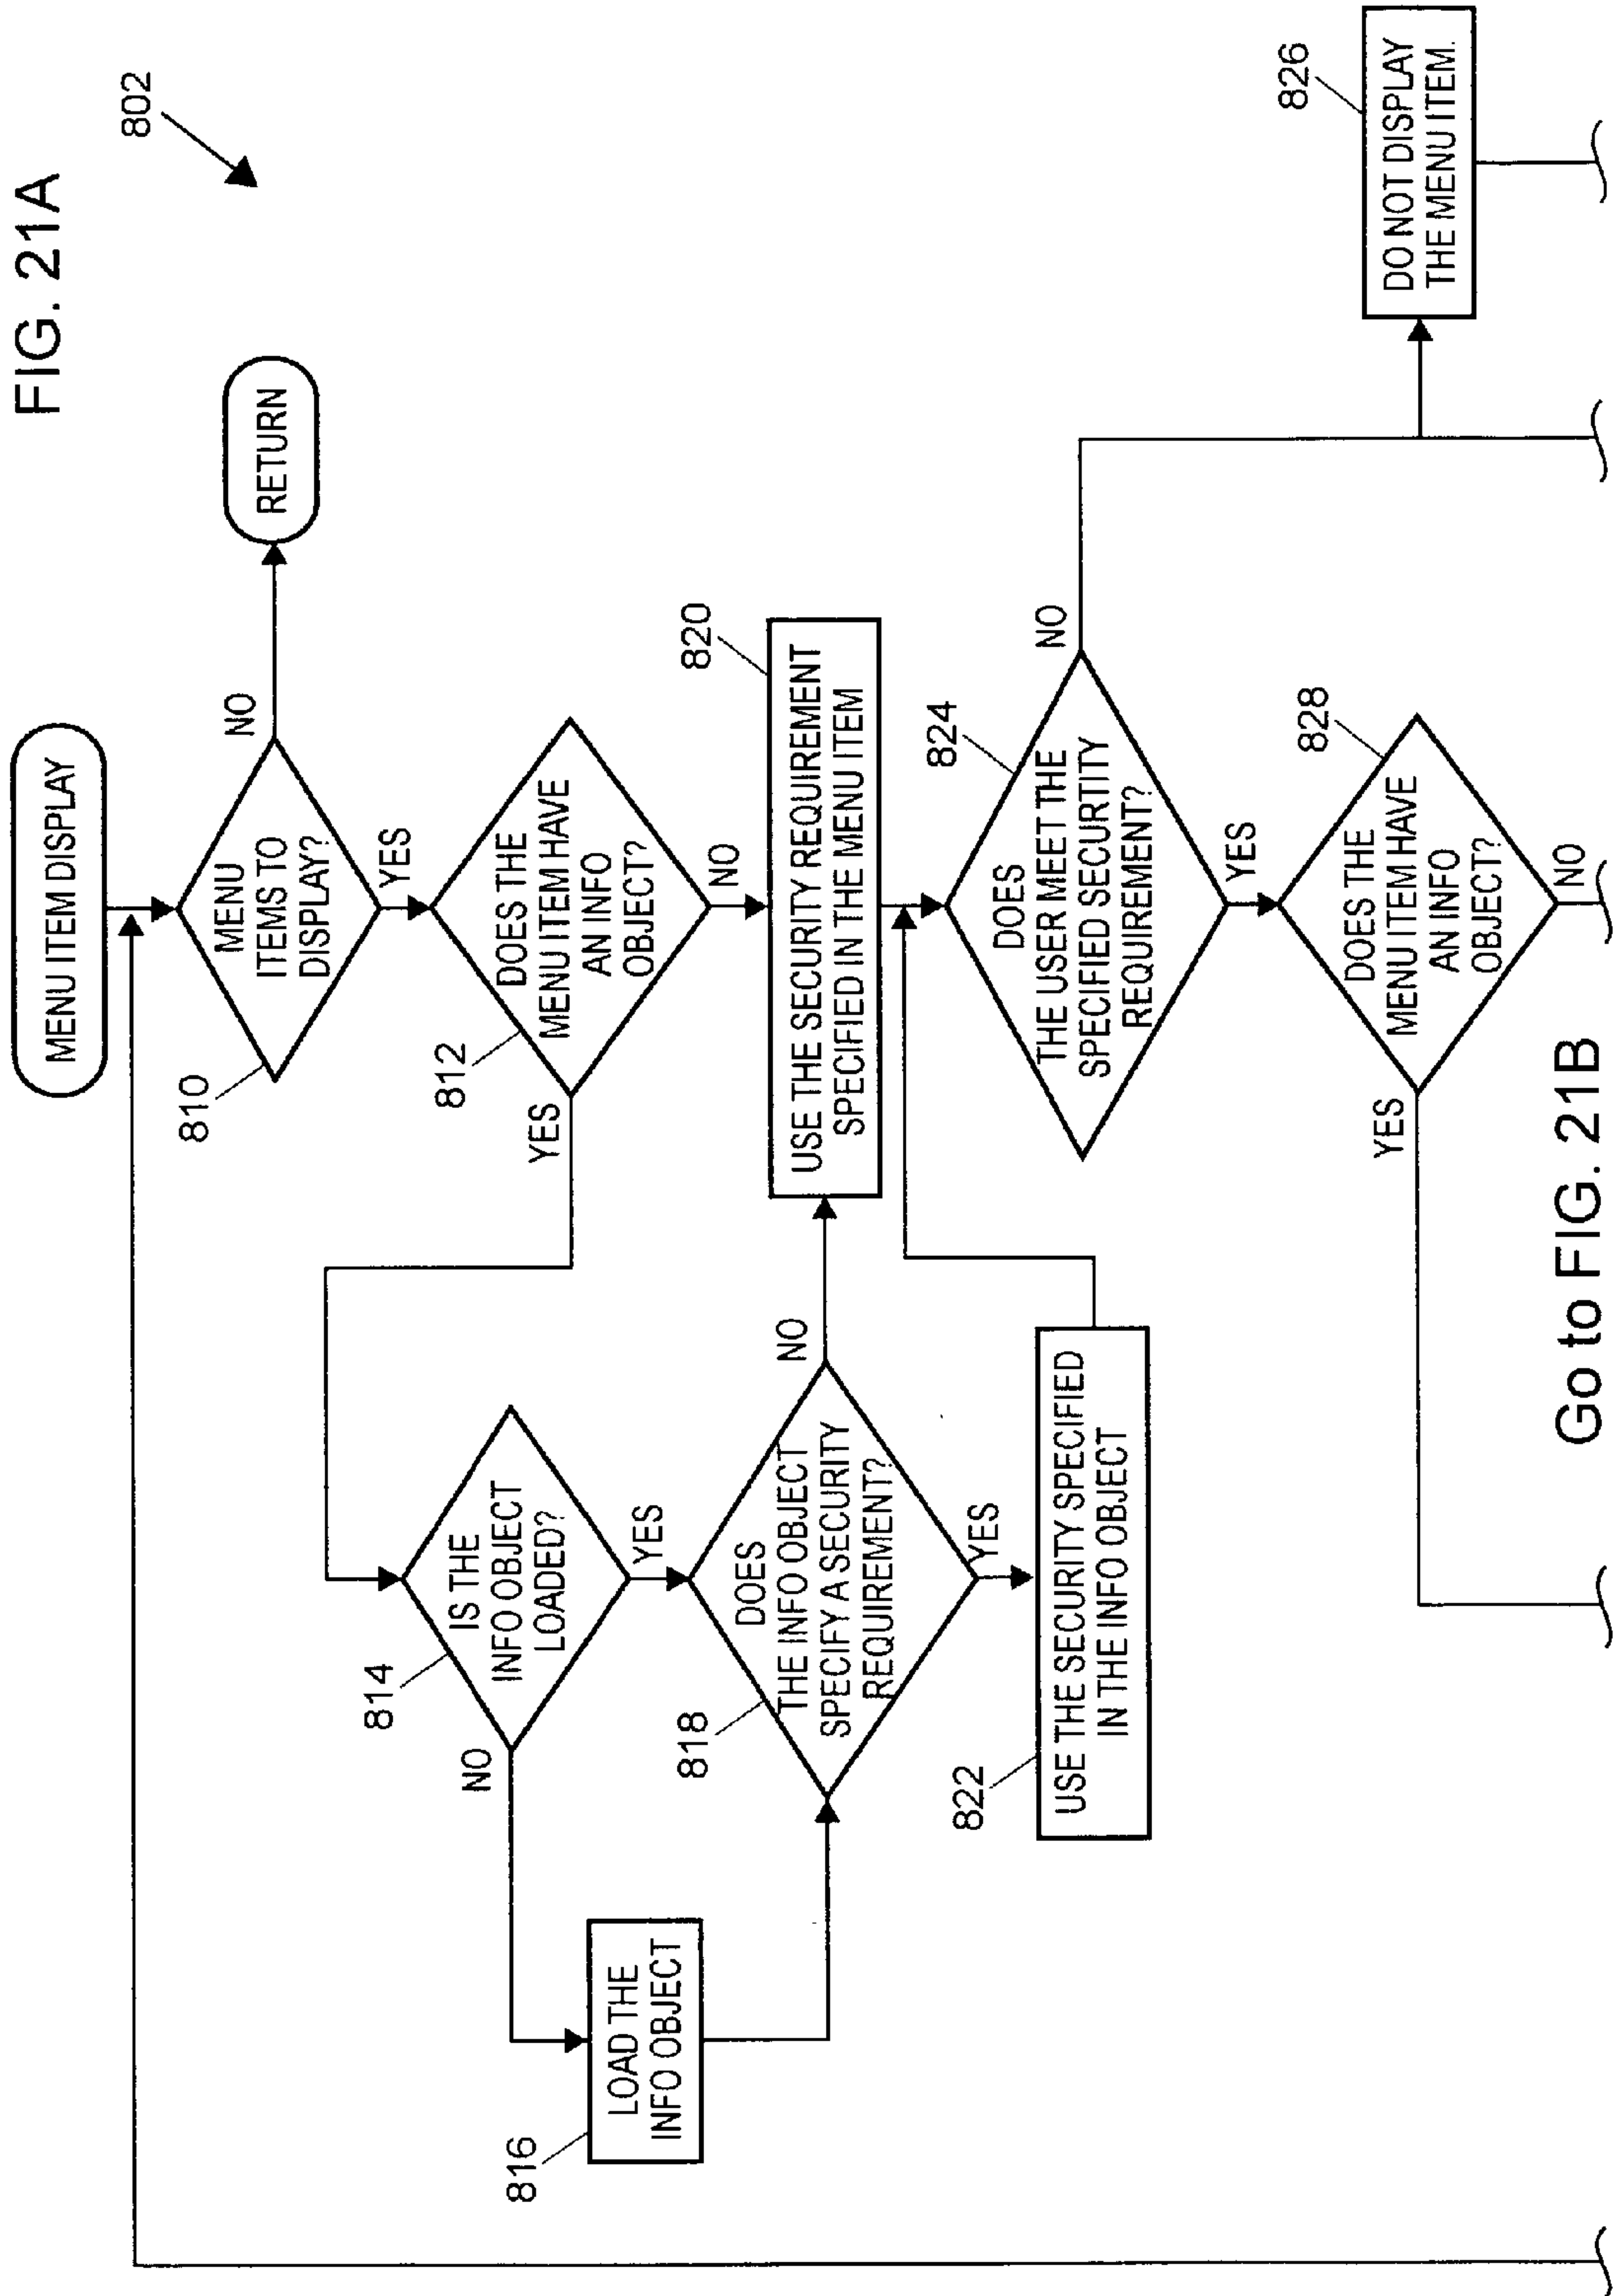 FIG. 21A
802
MENU ITEM DISPLAY
810
MENU
ITEMS TO
DISPLAY?
NO
RETURN
YES
812
DOES THE
MENU ITEM HAVE
AN INFO
OBJECT?
YES
NO
814
IS THE
INFO OBJECT
LOADED?
NO
YES
816
LOAD THE
INFO OBJECT
818
DOES
THE INFO OBJECT
SPECIFY A SECURITY
REQUIREMENT?
NO
YES
820
USE THE SECURITY REQUIREMENT
SPECIFIED IN THE MENU ITEM
822
USE THE SECURITY SPECIFIED
IN THE INFO OBJECT
824
DOES
THE USER MEET THE
SPECIFIED SECURTITY
REQUIREMENT?
NO
YES
826
DO NOT DISPLAY
THE MENU ITEM.
828
DOES THE
MENU ITEM HAVE
AN INFO
OBJECT?
YES
NO
Go to FIG. 21B